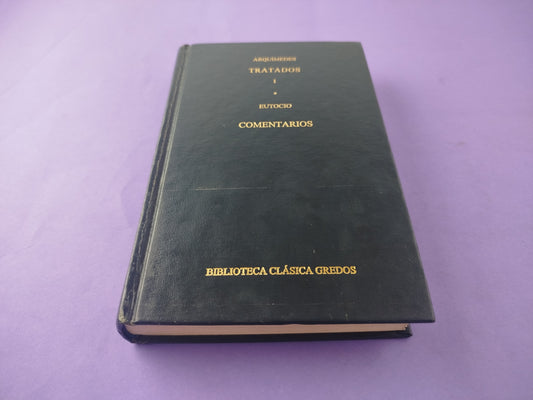 ARQUÍMEDES
TRATADOS
I
*
EUTOCIO
COMENTARIOS
BIBLIOTECA CLÁSICA GREDOS